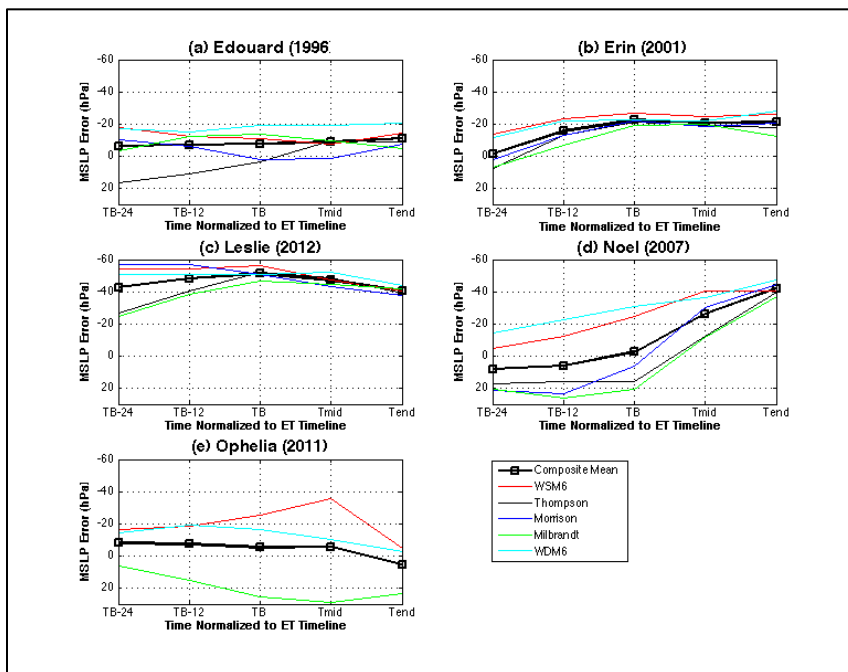 (a) Edouard (1996
MSLP Error (hPa)
-60
-40
-20
0
20
TB-24
TB-12
TB
Tmid
Tend
Time Normalized to ET Timeline
(b) Erin (2001)
MSLP Error (hPa)
-60
-40
-20
0
20
TB-24
TB-12
TB
Tmid
Tend
Time Normalized to ET Timeline
(c) Leslie (2012)
MSLP Error (hPa)
-60
-40
-20
0
20
TB-24
TB-12
TB
Tmid
Tend
Time Normalized to ET Timeline
(d) Noel (2007)
MSLP Error (hPa)
-60
-40
-20
0
20
TB-24
TB-12
TB
Tmid
Tend
Time Normalized to ET Timeline
(e) Ophelia (2011)
MSLP Error (hPa)
-60
-40
-20
0
20
TB-24
TB-12
TB
Tmid
Tend
Time Normalized to ET Timeline
Composite Mean
WSM6
Thompson
Morrison
Milbrandt
WDM6